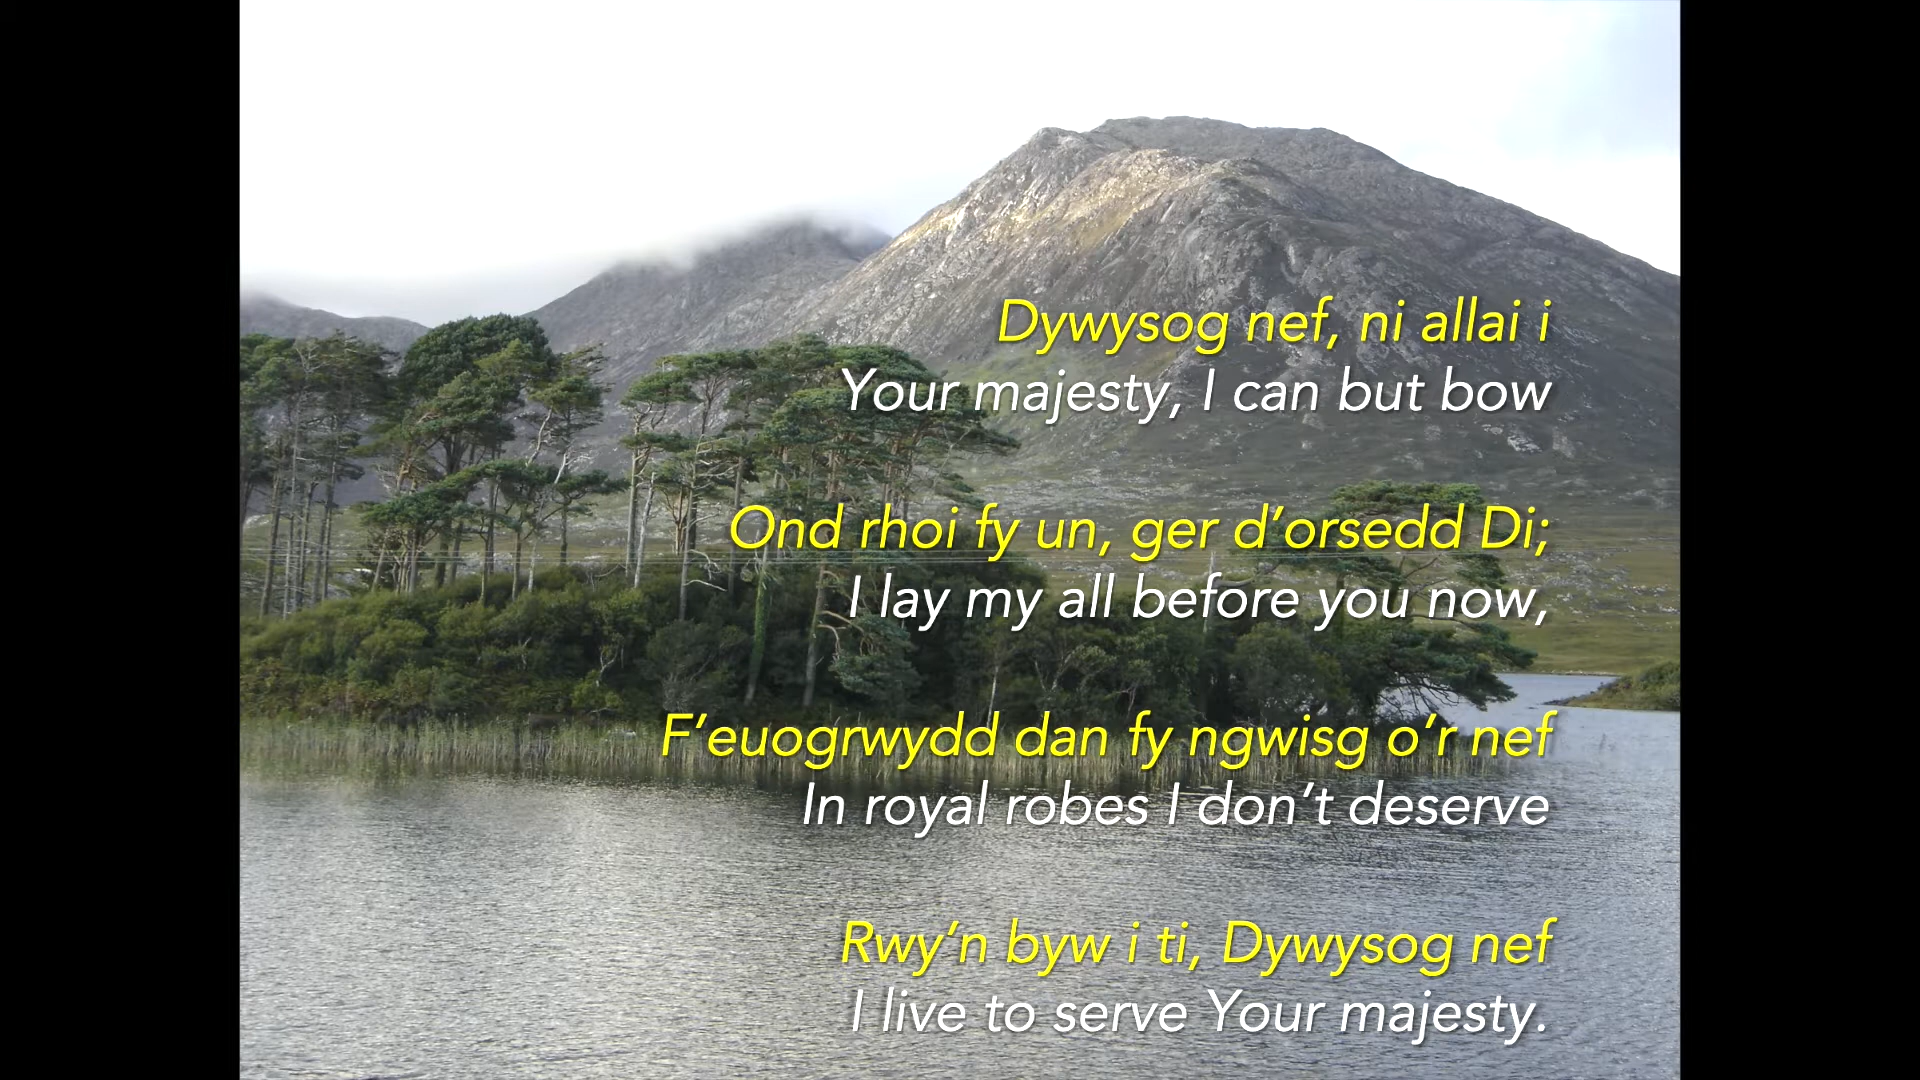 Dywysog nef, ni allai i
Your majesty, I can but bow
Ond rhoi fy un, ger d’orsedd Di;
I lay my all before you now,
F’euogrwydd dan fy ngwisg o’r nef
In royal robes I don’t deserve
Rwy’n byw i ti, Dywysog nef
I live to serve Your majesty.